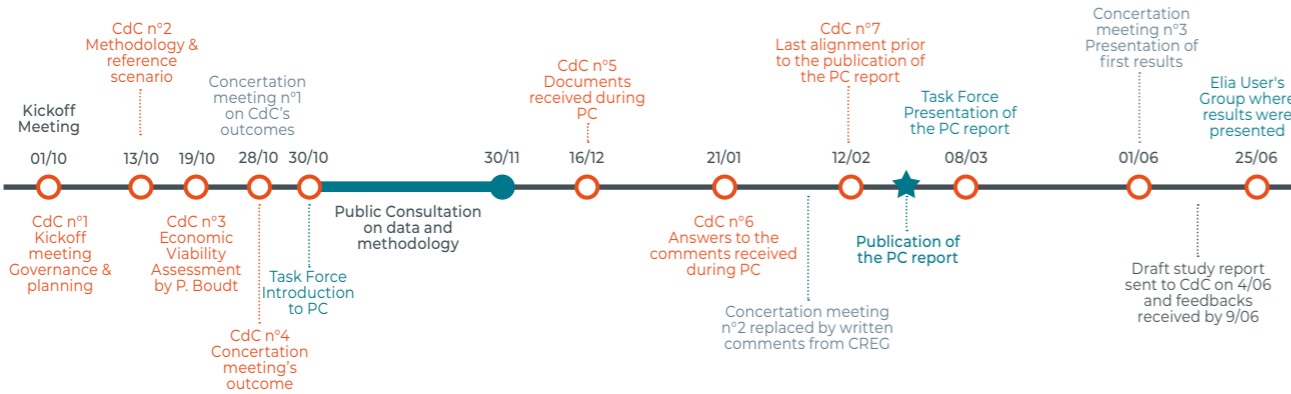 Kickoff
Meeting
01/10
CdC n°1
Kickoff
meeting
Governance &
planning
CdC n°2
Methodology &
reference
scenario
13/10
19/10
CdC n°3
Economic
Viability
Assessment
by P. Boudt
Concertation
meeting n°1
on CdC's
outcomes
28/10
CdC n°4
Concertation
meeting's
outcome
30/10
Task Force
Introduction
to PC
Public Consultation
on data and
methodology
30/11
CdC n°5
Documents
received during
PC
16/12
21/01
CdC n°6
Answers to the
comments received
during PC
Concertation meeting
n°2 replaced by written
comments from CREG
CdC n°7
Last alignment prior
to the publication of
the PC report
12/02
Publication of
the PC report
Task Force
Presentation of
the PC report
08/03
Concertation
meeting n°3
Presentation of
first results
01/06
Draft study report
sent to CdC on 4/06
and feedbacks
received by 9/06
Elia User's
Group where
results were
presented
25/06